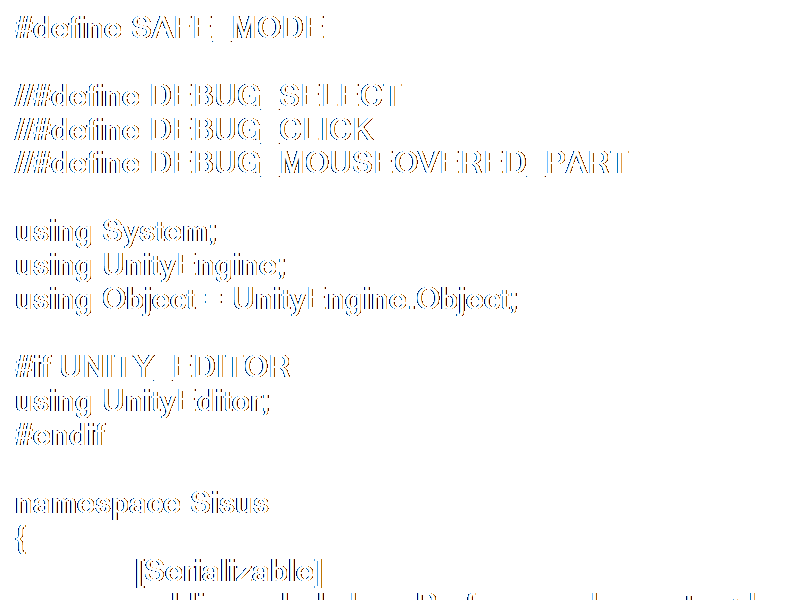 #define SAFE_MODE
//#define DEBUG_SELECT
//#define DEBUG_CLICK
//#define DEBUG_MOUSEOVERED_PART
using System;
using UnityEngine;
using Object = UnityEngine.Object;
#if UNITY_EDITOR
using UnityEditor;
#endif
namespace Sisus
{
[Serializable]